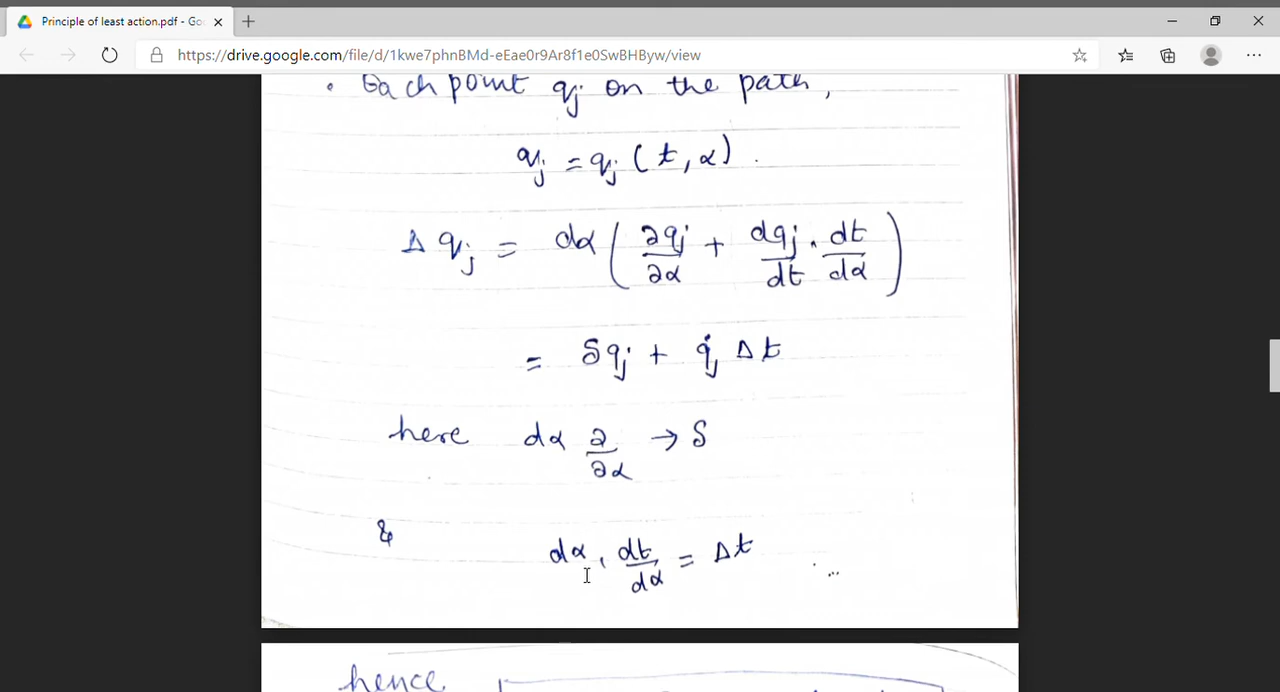 Principle of least action.pdf - Go
https://drive.google.com/file/d/1kwe7phnBMd-eEae0r9Ar8f1e0SwBHByw/view
• Each point qj on the path,
qj = qj (t, α) .
Δ qj = dα ( ∂qj/∂α + dqj/dt . dt/dα )
= δqj + q̇j Δt
here dα ∂/∂α → δ
& dα . dt/dα = Δt
hence